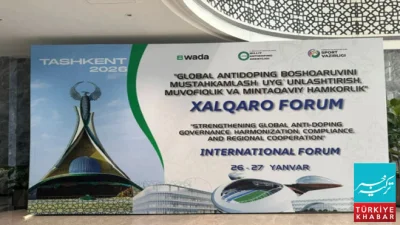 TASHKENT
2026
wada
SPORT
VAZIRLIGI
"GLOBAL ANTIDOPING BOSHQARUVINI
MUSTAHKAMLASH: UYG'UNLASHTIRISH,
MUVOFIQLIK VA MINTAQAVIY HAMKORLIK"
XALQARO FORUM
"STRENGTHENING GLOBAL ANTI-DOPING
GOVERNANCE: HARMONIZATION, COMPLIANCE,
AND REGIONAL COOPERATION"
INTERNATIONAL FORUM
26 - 27 YANVAR
TÜRKİYE
KHABAR